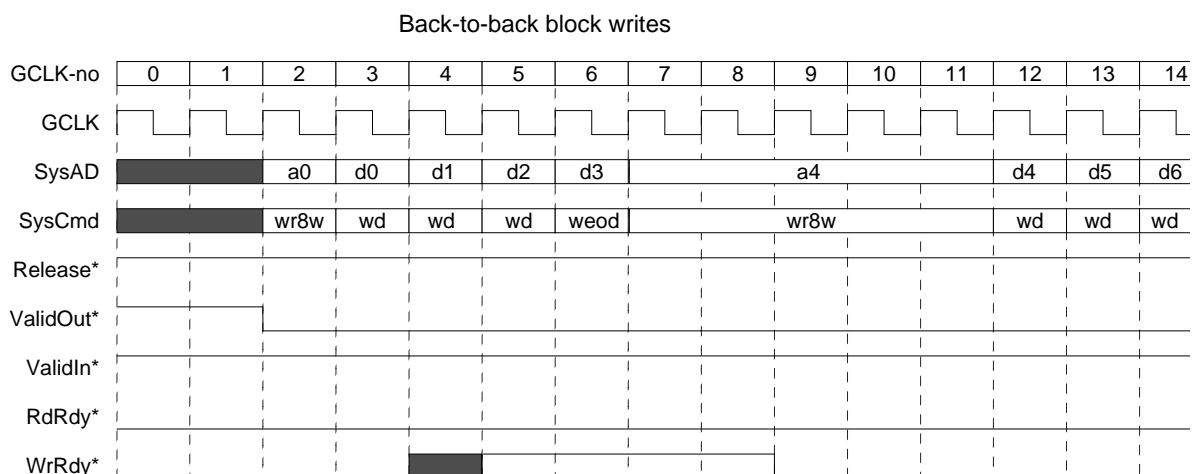 Back-to-back block writes
GCLK-no 0 1 2 3 4 5 6 7 8 9 10 11 12 13 14
GCLK
SysAD a0 d0 d1 d2 d3 a4 d4 d5 d6
SysCmd wr8w wd wd wd weod wr8w wd wd wd
Release*
ValidOut*
ValidIn*
RdRdy*
WrRdy*